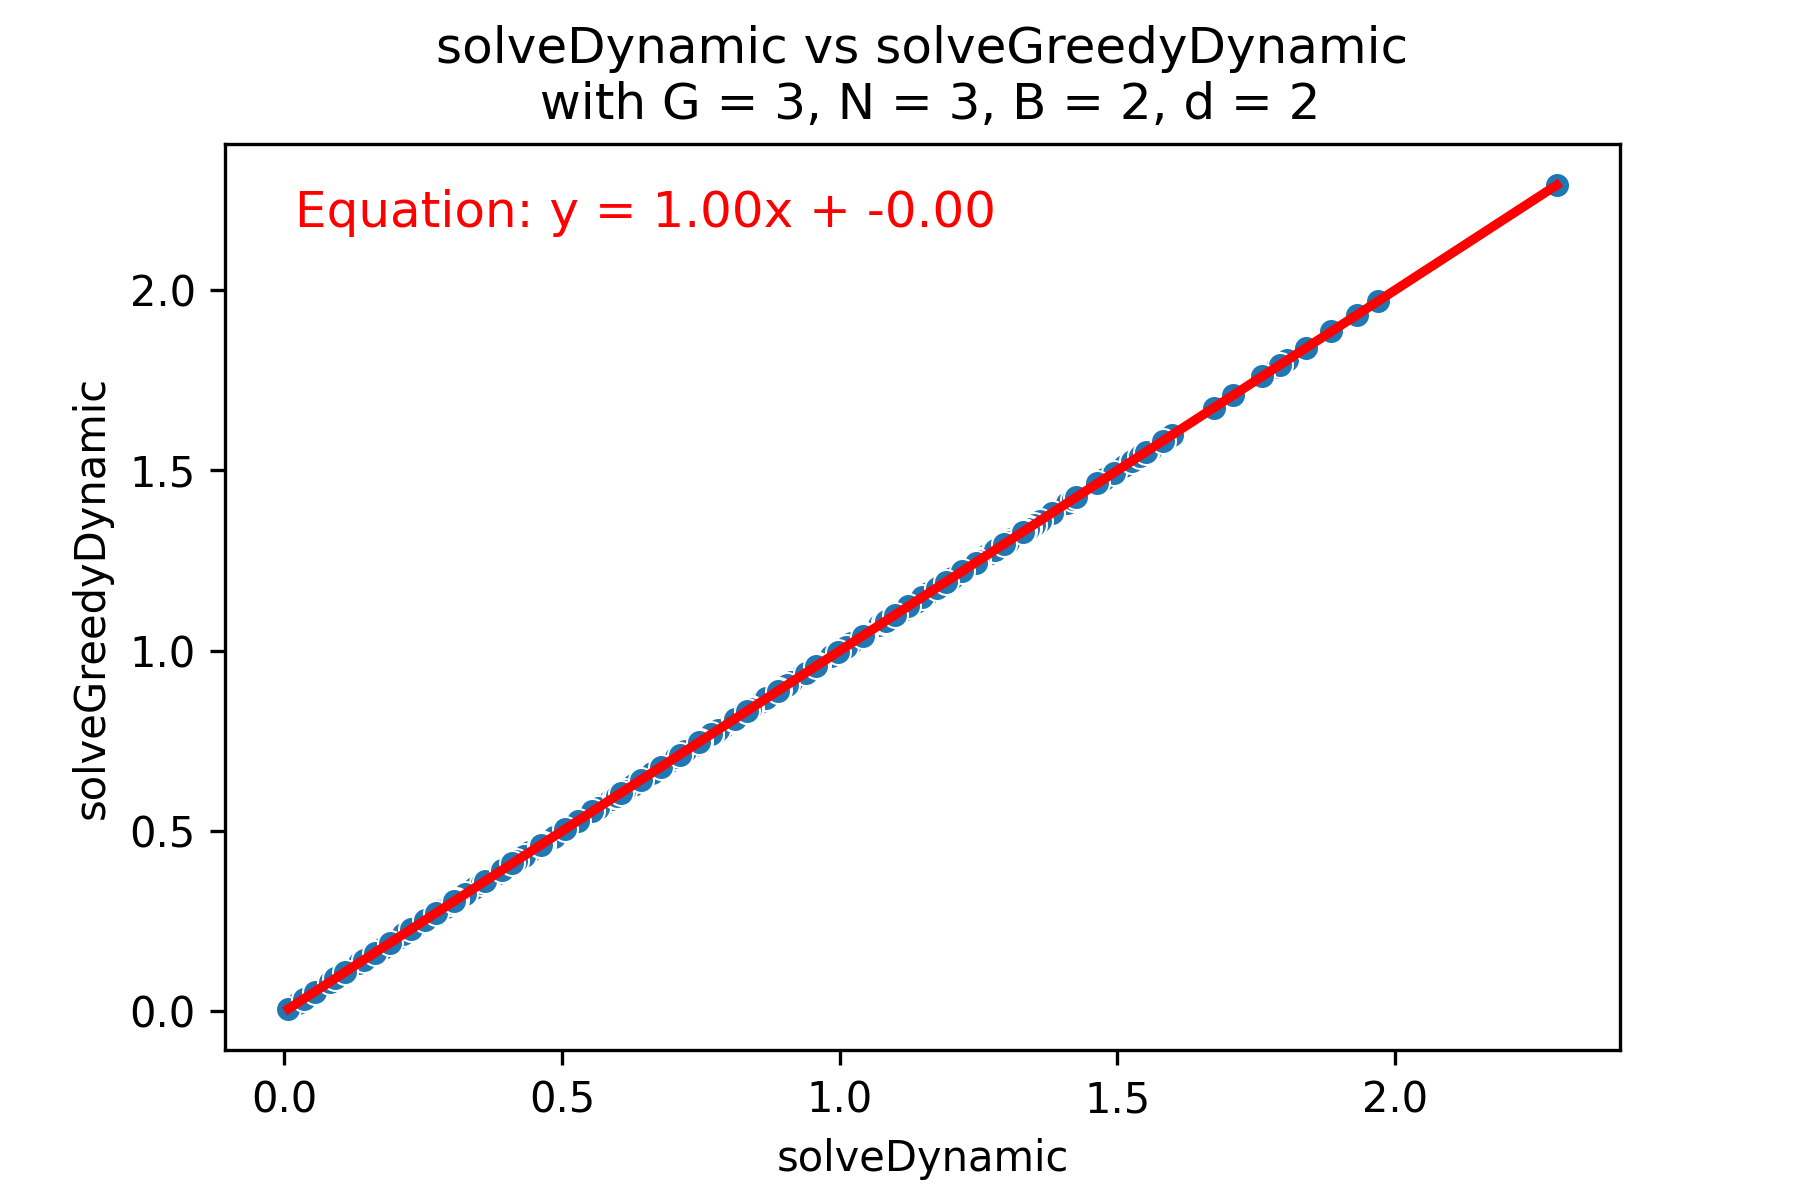 solveDynamic vs solveGreedyDynamic
with G = 3, N = 3, B = 2, d = 2
Equation: y = 1.00x + -0.00
2.0
1.5
1.0
0.5
0.0
solveGreedyDynamic
0.0 0.5 1.0 1.5 2.0
solveDynamic